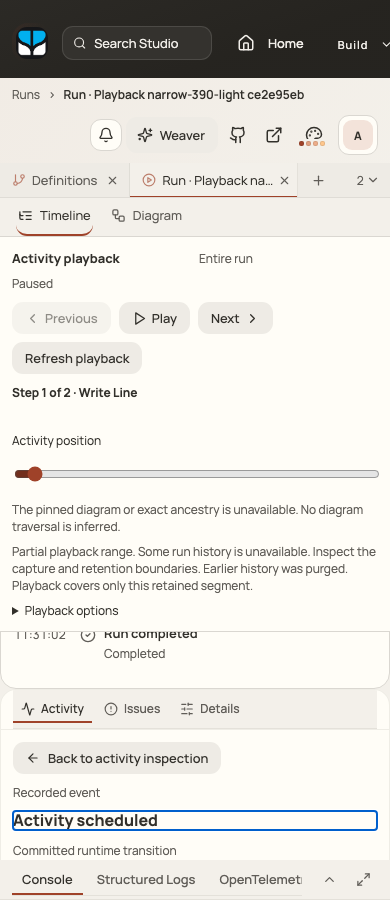 Search Studio
Home
Build
Runs > Run · Playback narrow-390-light ce2e95eb
Weaver
A
Definitions
Run · Playback na...
2
Timeline
Diagram
Activity playback
Entire run
Paused
Previous
Play
Next
Refresh playback
Step 1 of 2 · Write Line
Activity position
The pinned diagram or exact ancestry is unavailable. No diagram
traversal is inferred.
Partial playback range. Some run history is unavailable. Inspect the
capture and retention boundaries. Earlier history was purged.
Playback covers only this retained segment.
Playback options
11:31:02 Run completed
Completed
Activity
Issues
Details
Back to activity inspection
Recorded event
Activity scheduled
Committed runtime transition
Console
Structured Logs
OpenTelemet